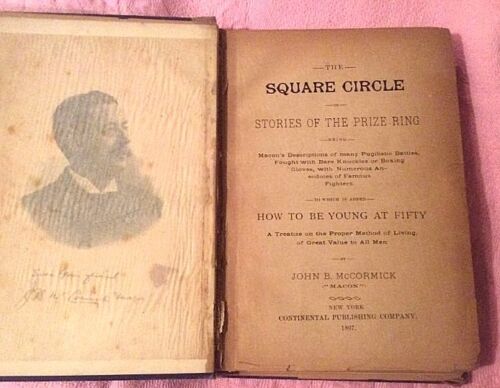 J. B. McCormick "Macon"
—THE—
SQUARE CIRCLE
—OR—
STORIES OF THE PRIZE RING
—BEING—
Macon's Descriptions of many Pugilistic Battles,
Fought with Bare Knuckles or Boxing
Gloves, with Numerous An-
ecdotes of Famous
Fighters.
TO WHICH IS ADDED
HOW TO BE YOUNG AT FIFTY
A Treatise on the Proper Method of Living,
of Great Value to All Men
—BY—
JOHN B. McCORMICK
("MACON")
NEW YORK
CONTINENTAL PUBLISHING COMPANY,
1897.